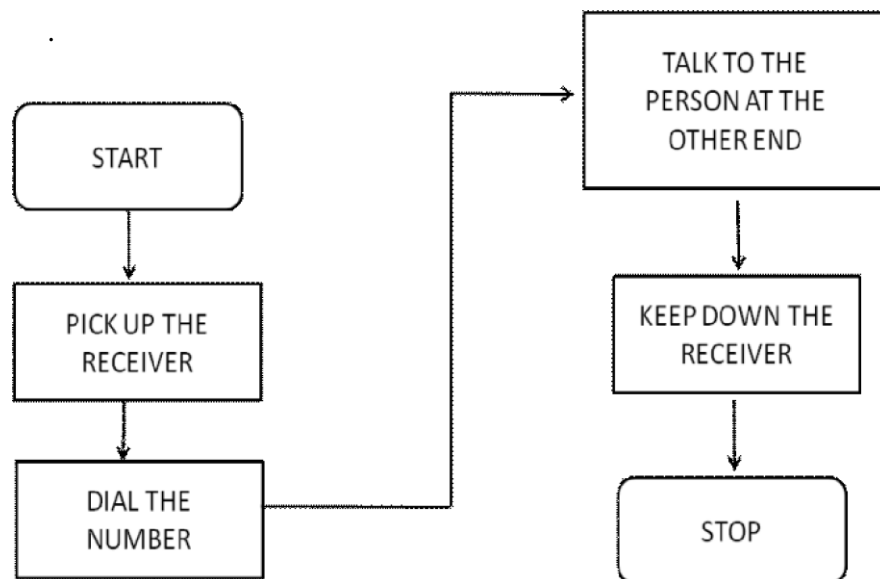 START
PICK UP THE
RECEIVER
DIAL THE
NUMBER
TALK TO THE
PERSON AT THE
OTHER END
KEEP DOWN THE
RECEIVER
STOP